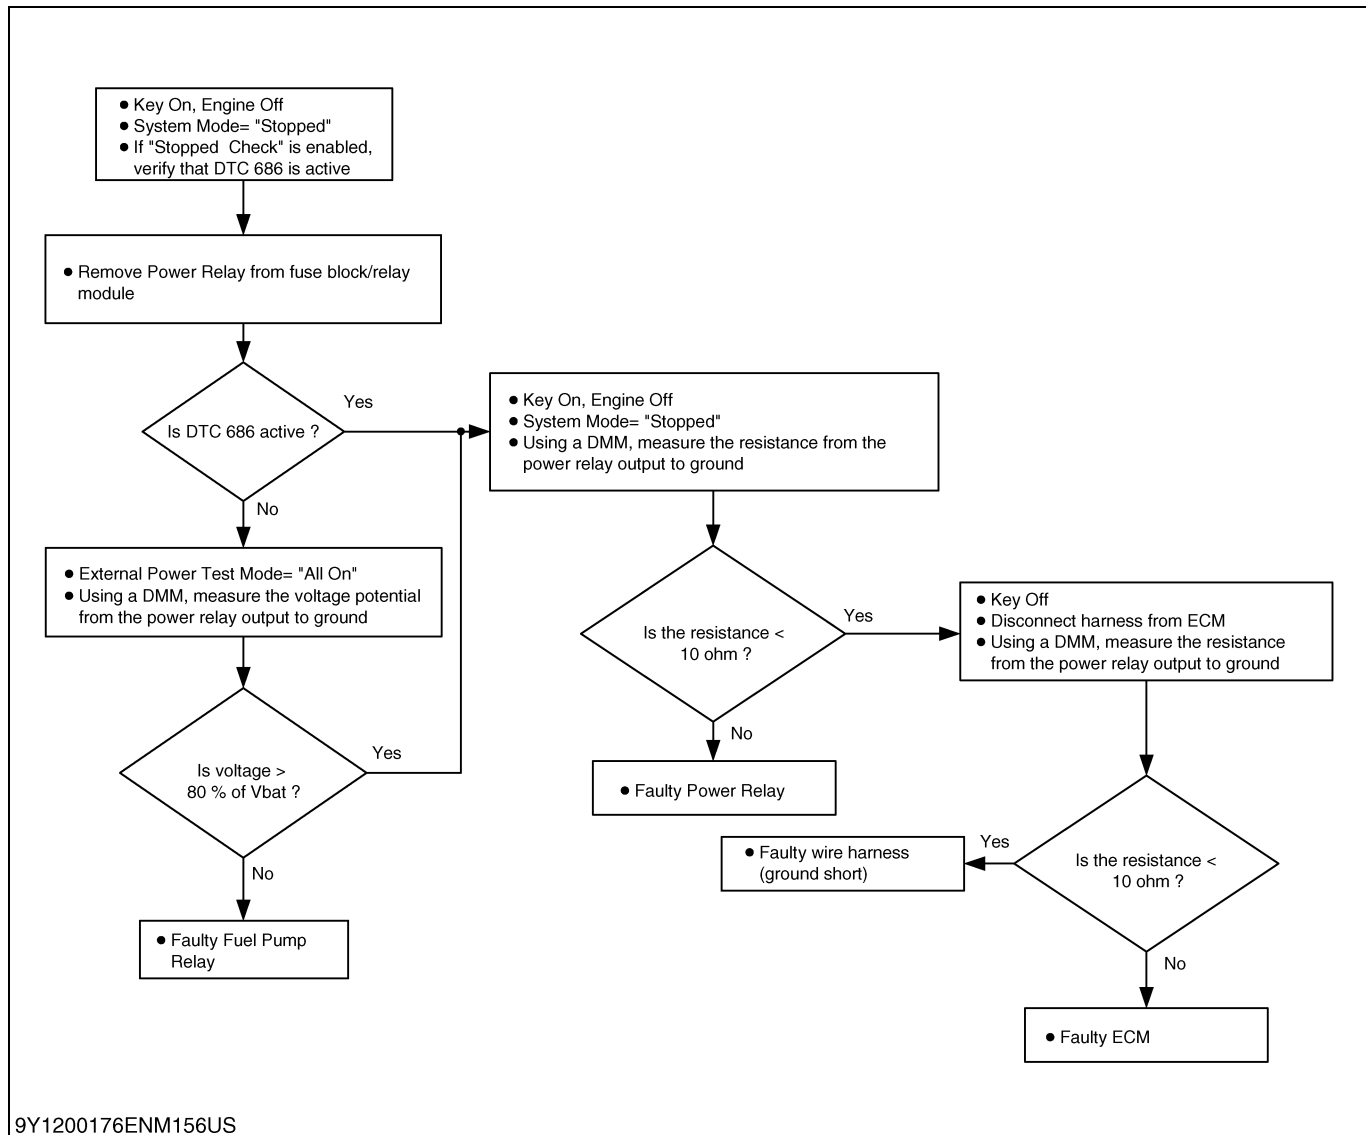 ● Key On, Engine Off
● System Mode= "Stopped"
● If "Stopped Check" is enabled,
verify that DTC 686 is active
● Remove Power Relay from fuse block/relay
module
Is DTC 686 active ?
Yes
No
● External Power Test Mode= "All On"
● Using a DMM, measure the voltage potential
from the power relay output to ground
Is voltage >
80 % of Vbat ?
Yes
No
● Faulty Fuel Pump
Relay
● Key On, Engine Off
● System Mode= "Stopped"
● Using a DMM, measure the resistance from the
power relay output to ground
Is the resistance <
10 ohm ?
Yes
No
● Faulty Power Relay
● Key Off
● Disconnect harness from ECM
● Using a DMM, measure the resistance
from the power relay output to ground
Is the resistance <
10 ohm ?
Yes
● Faulty wire harness
(ground short)
No
● Faulty ECM
9Y1200176ENM156US